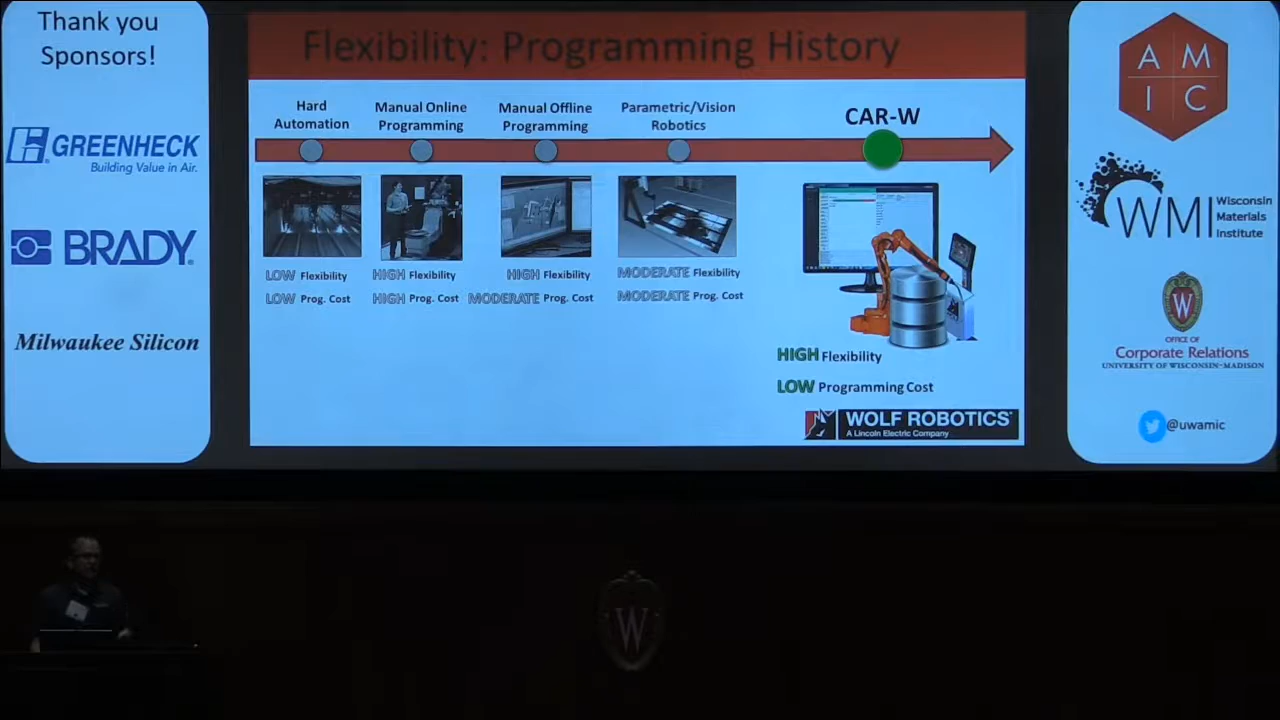 Thank you
Sponsors!
GREENHECK
Building Value in Air.
BRADY
Milwaukee Silicon
Flexibility: Programming History
Hard
Automation
Manual Online
Programming
Manual Offline
Programming
Parametric/Vision
Robotics
CAR-W
LOW Flexibility
LOW Prog. Cost
HIGH Flexibility
HIGH Prog. Cost
HIGH Flexibility
MODERATE Prog. Cost
MODERATE Flexibility
MODERATE Prog. Cost
HIGH Flexibility
LOW Programming Cost
WOLF ROBOTICS
A Lincoln Electric Company
A M
I C
WMI
Wisconsin
Materials
Institute
W
OFFICE OF
Corporate Relations
UNIVERSITY OF WISCONSIN-MADISON
@uwamic
W